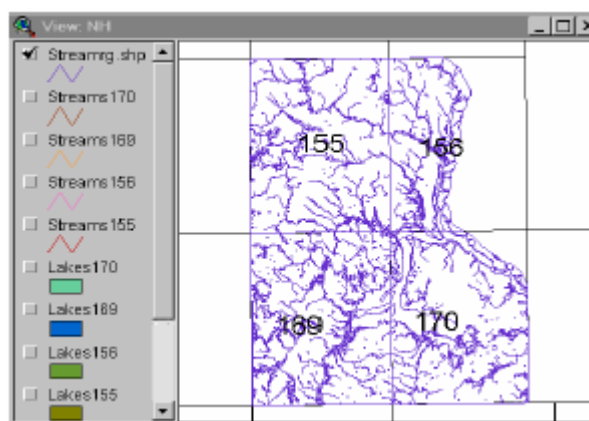 View: NH
Streamrg.shp
Streams170
Streams169
Streams156
Streams155
Lakes170
Lakes169
Lakes156
Lakes155
155
156
169
170